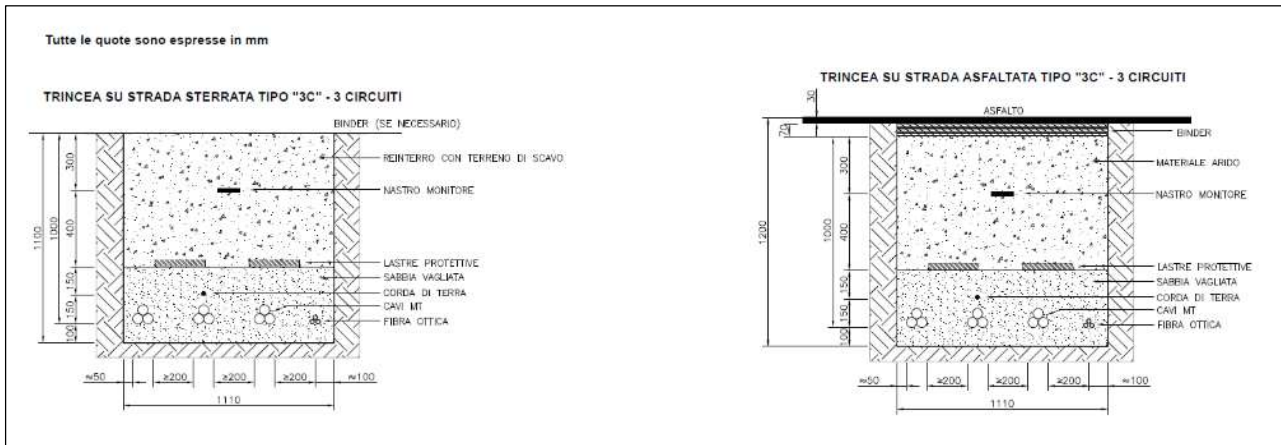 Tutte le quote sono espresse in mm
TRINCEA SU STRADA STERRATA TIPO "3C" - 3 CIRCUITI
BINDER (SE NECESSARIO)
REINTERRO CON TERRENO DI SCAVO
NASTRO MONITORE
LASTRE PROTETTIVE
SABBIA VAGLIATA
CORDA DI TERRA
CAVI MT
FIBRA OTTICA
1100
1000
300
400
150
150
100
≈50
≥200
≥200
≥200
≈100
1110
TRINCEA SU STRADA ASFALTATA TIPO "3C" - 3 CIRCUITI
30
ASFALTO
70
BINDER
MATERIALE ARIDO
NASTRO MONITORE
LASTRE PROTETTIVE
SABBIA VAGLIATA
CORDA DI TERRA
CAVI MT
FIBRA OTTICA
1200
1000
300
400
150
150
100
≈50
≥200
≥200
≥200
≈100
1110